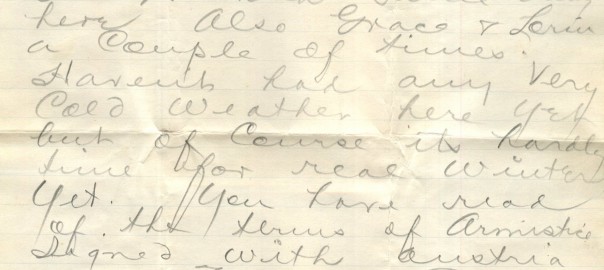 here Also Grace & Lorin
a Couple of times.
Havent had any Very
Cold Weather here yet
but of Course its hardly
time for real Winter
yet. You have read
of the terms of Armistice
Signed with Austria